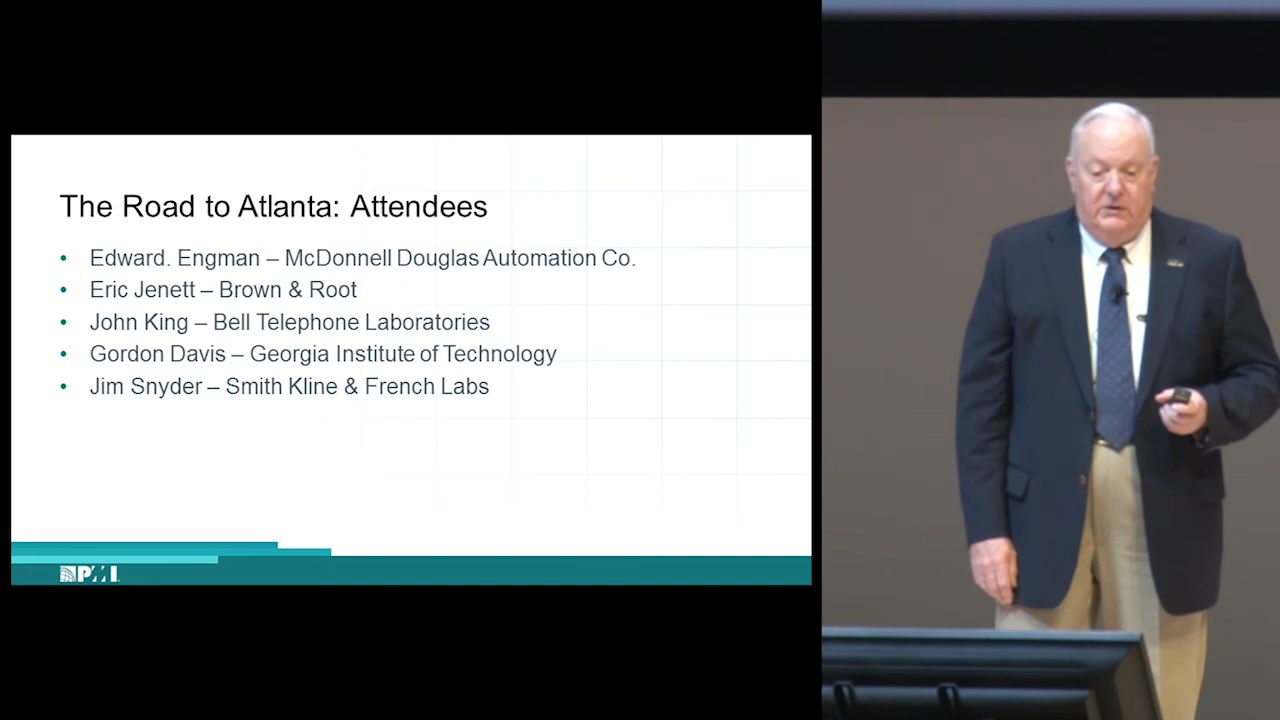 The Road to Atlanta: Attendees
• Edward. Engman – McDonnell Douglas Automation Co.
• Eric Jenett – Brown & Root
• John King – Bell Telephone Laboratories
• Gordon Davis – Georgia Institute of Technology
• Jim Snyder – Smith Kline & French Labs
PMI